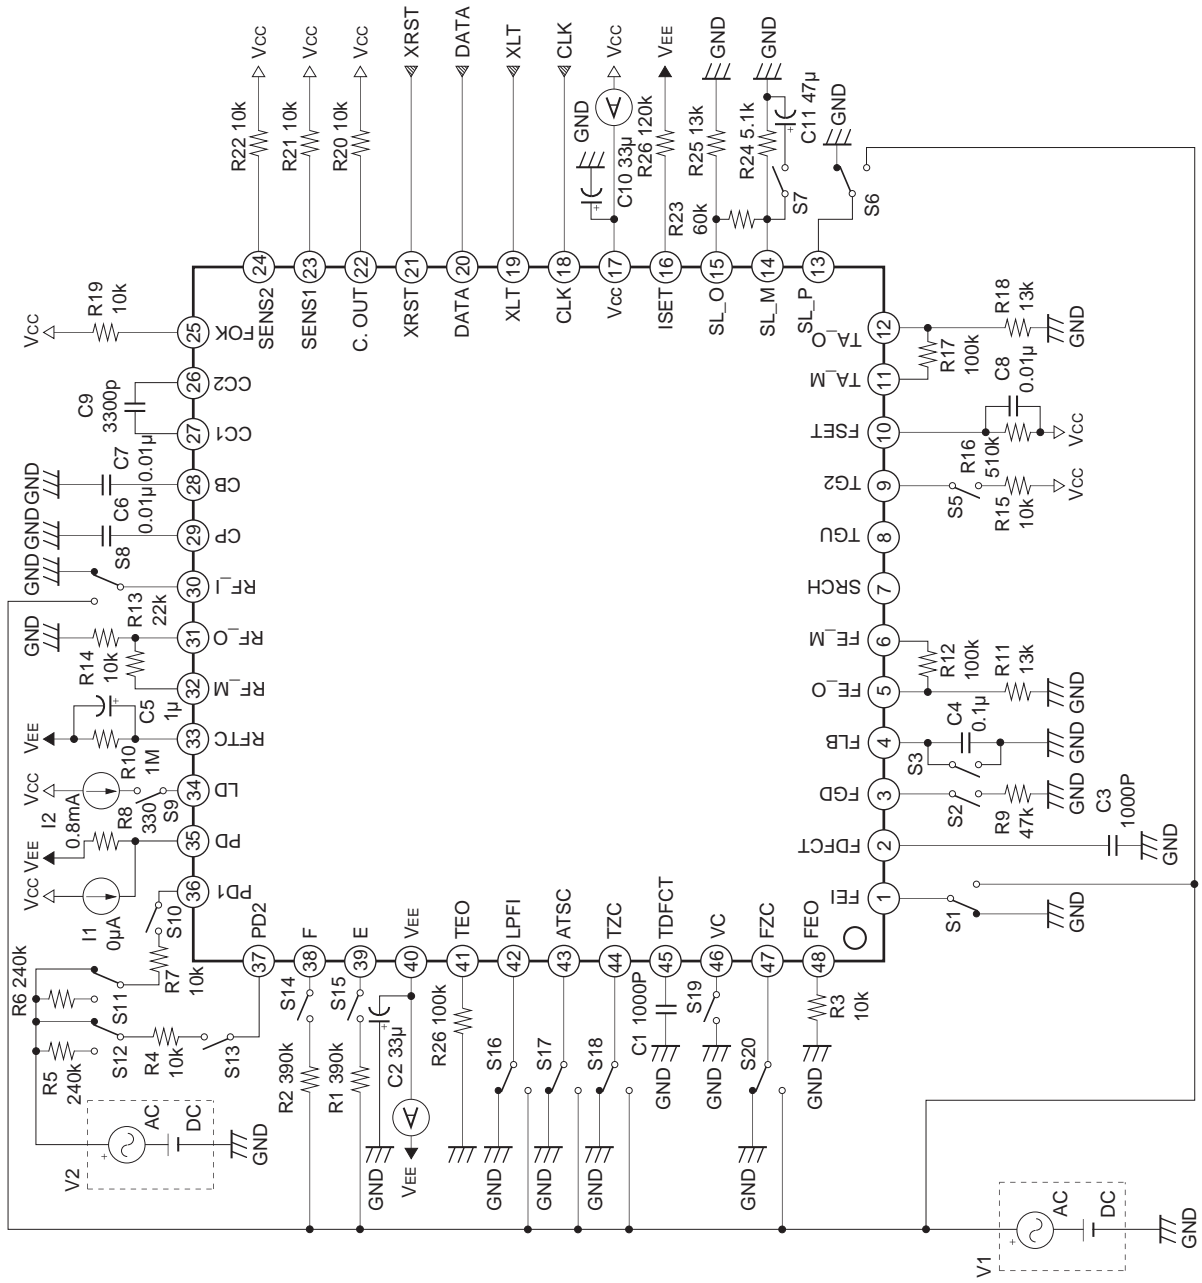 R22 10k
VCC
R21 10k
VCC
R20 10k
VCC
XRST
DATA
XLT
CLK
GND
C10 33µ
A
VCC
R26 120k
VEE
R25 13k
GND
R23
60k
R24 5.1k
GND
C11 47µ
S7
GND
S6
24
23
22
21
20
19
18
17
16
15
14
13
SENS2
SENS1
C. OUT
XRST
DATA
XLT
CLK
VCC
ISET
SL_O
SL_M
SL_P
VCC
R19
10k
25
FOK
C9
3300p
26
CC2
27
CC1
GND
C7
0.01µ
28
CB
GND
C6
0.01µ
29
CP
GND
S8
30
RF_I
GND
R13
22k
R14
10k
31
RF_O
32
RF_M
VEE
C5
1µ
R10
1M
33
RFTC
VCC
I2
0.8mA
R8
330
S9
34
LD
VEE
35
PD
VCC
I1
0µA
36
PD1
S10
R7
10k
R6 240k
S11
S12
R5
240k
R4
10k
S13
V2
AC
DC
GND
12
TA_O
R18
13k
GND
R17
100k
11
TA_M
C8
0.01µ
10
FSET
R16
510k
VCC
9
TG2
S5
R15
10k
VCC
8
TGU
7
SRCH
6
FE_M
R12
100k
5
FE_O
R11
13k
GND
C4
0.1µ
4
FLB
S3
GND
3
FGD
S2
R9
47k
GND
C3
1000P
2
FDFCT
GND
1
FEI
S1
GND
37
38
39
40
41
42
43
44
45
46
47
48
PD2
F
E
VEE
TEO
LPFI
ATSC
TZC
TDFCT
VC
FZC
FEO
S14
R2 390k
S15
R1 390k
C2 33µ
GND
A
VEE
R26 100k
S16
GND
S17
GND
S18
GND
C1 1000P
GND
S19
GND
S20
GND
R3
10k
GND
V1
AC
DC
GND